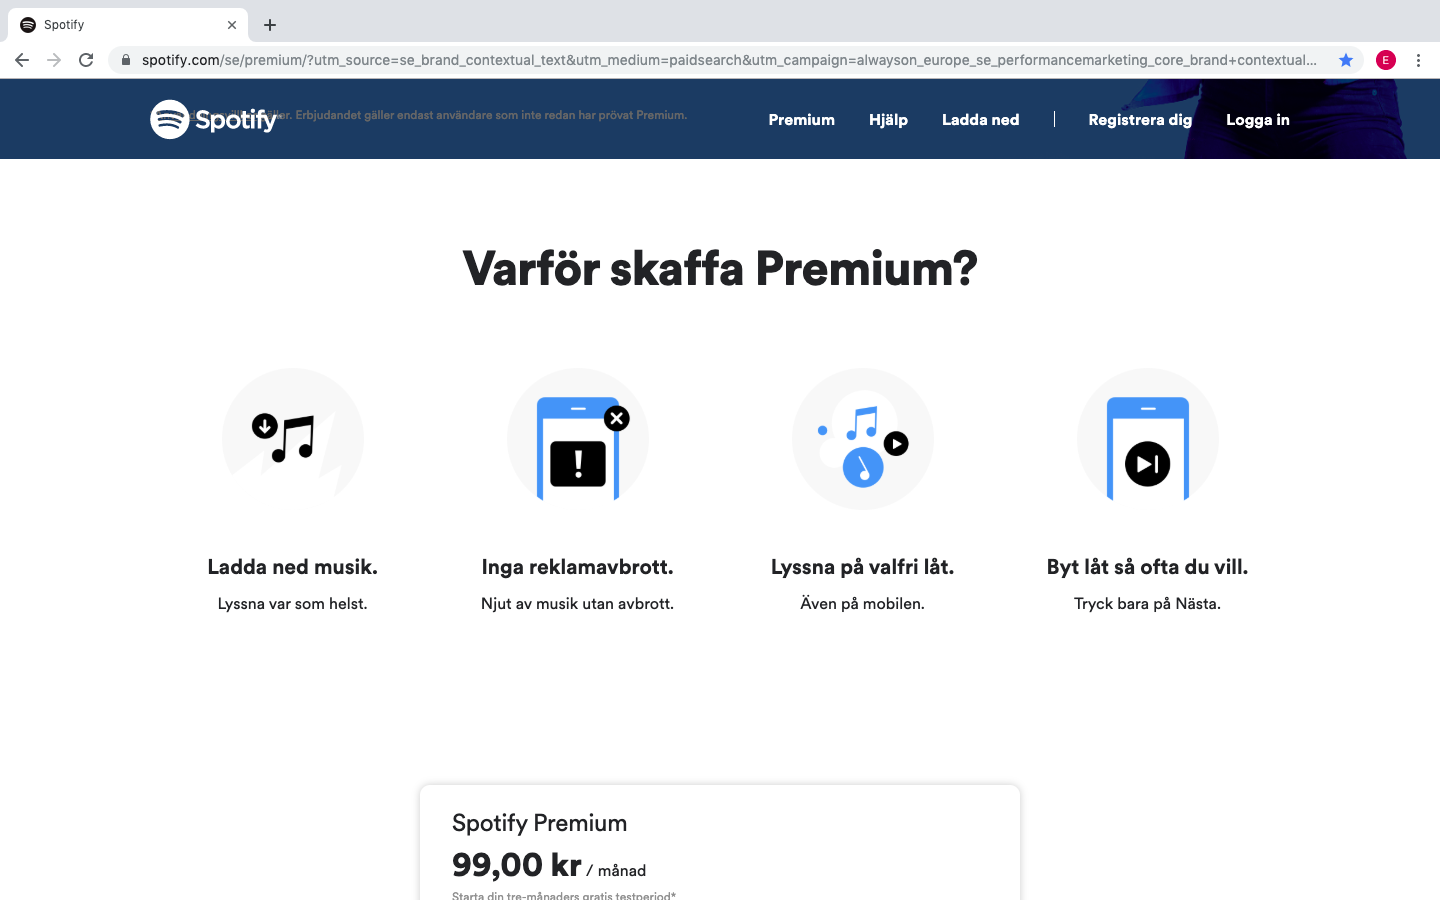 Spotify
spotify.com/se/premium/?utm_source=se_brand_contextual_text&utm_medium=paidsearch&utm_campaign=alwayson_europe_se_performancemarketing_core_brand+contextual...
E
Spotify
Erbjudandet gäller endast användare som inte redan har prövat Premium.
Premium
Hjälp
Ladda ned
Registrera dig
Logga in
Varför skaffa Premium?
Ladda ned musik.
Lyssna var som helst.
Inga reklamavbrott.
Njut av musik utan avbrott.
Lyssna på valfri låt.
Även på mobilen.
Byt låt så ofta du vill.
Tryck bara på Nästa.
Spotify Premium
99,00 kr / månad
Starta din tre-månaders gratis testperiod*